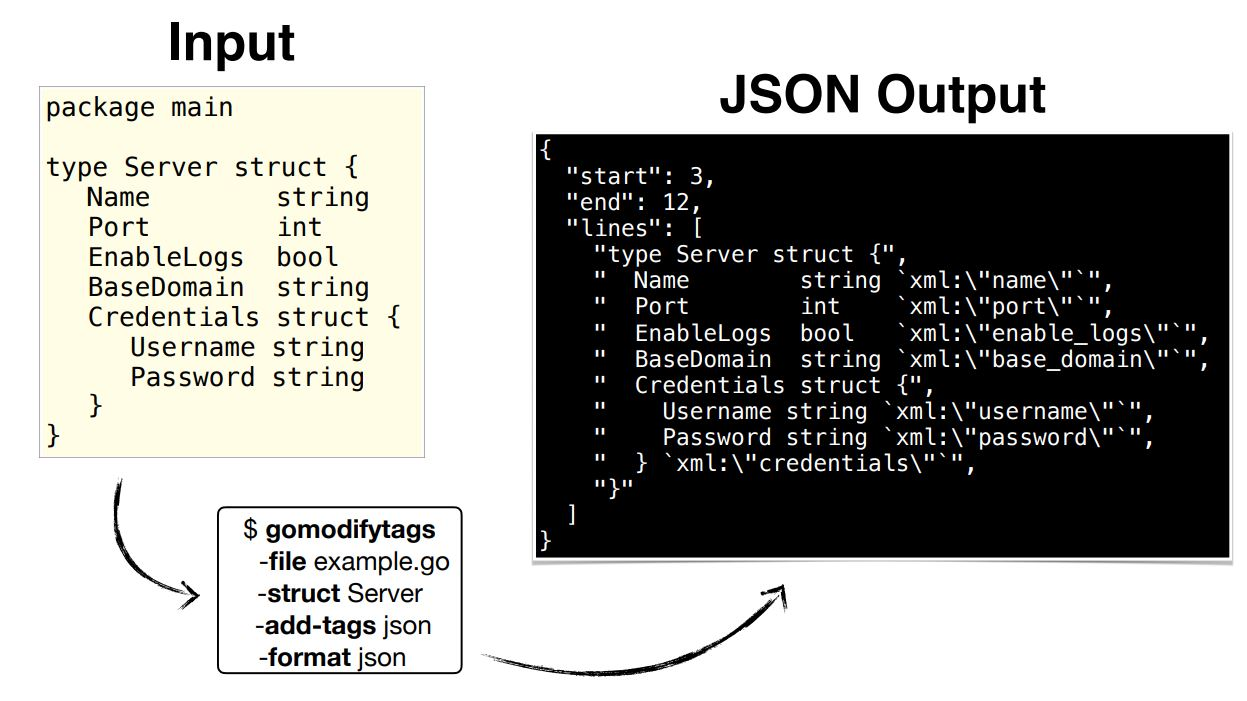 Input
package main
type Server struct {
Name string
Port int
EnableLogs bool
BaseDomain string
Credentials struct {
Username string
Password string
}
}
$ gomodifytags
-file example.go
-struct Server
-add-tags json
-format json
JSON Output
{
"start": 3,
"end": 12,
"lines": [
"type Server struct {",
" Name string `xml:\"name\"`",
" Port int `xml:\"port\"`",
" EnableLogs bool `xml:\"enable_logs\"`",
" BaseDomain string `xml:\"base_domain\"`",
" Credentials struct {",
" Username string `xml:\"username\"`",
" Password string `xml:\"password\"`",
" } `xml:\"credentials\"`",
"}"
]
}